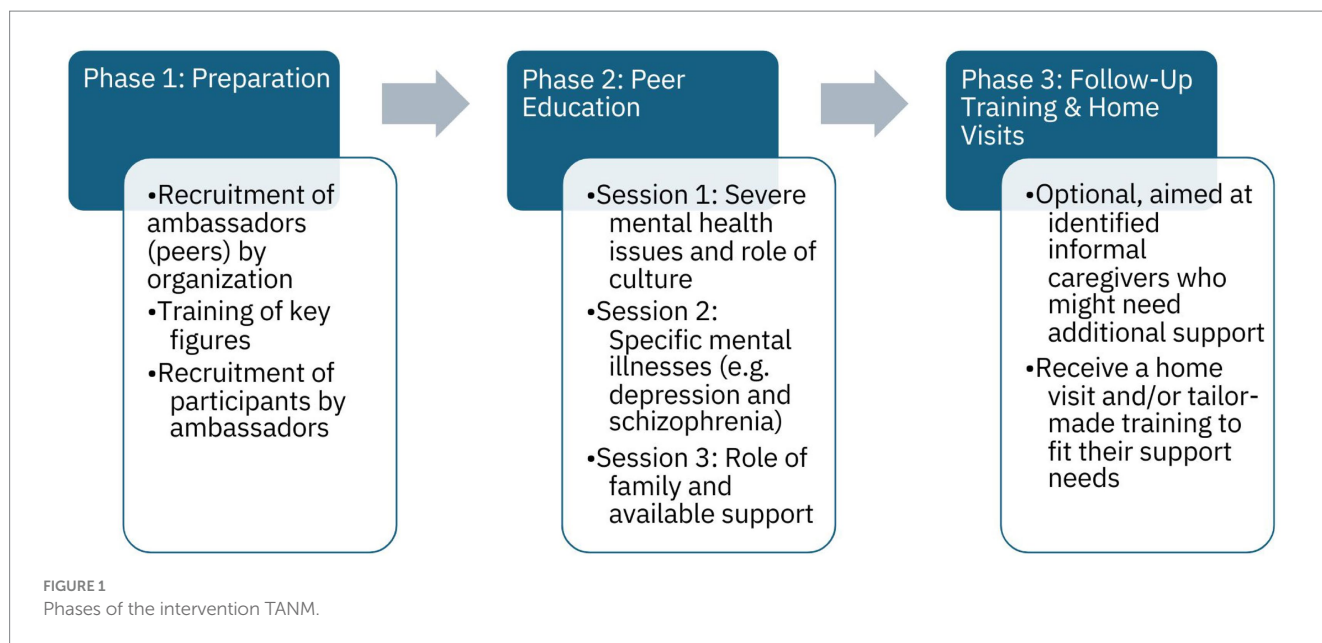 Phase 1: Preparation
•Recruitment of
ambassadors
(peers) by
organization
•Training of key
figures
•Recruitment of
participants by
ambassadors
Phase 2: Peer
Education
•Session 1: Severe
mental health
issues and role of
culture
•Session 2:
Specific mental
illnesses (e.g.
depression and
schizophrenia)
•Session 3: Role of
family and
available support
Phase 3: Follow-Up
Training & Home
Visits
•Optional, aimed at
identified
informal
caregivers who
might need
additional support
•Receive a home
visit and/or tailor-
made training to
fit their support
needs
FIGURE 1
Phases of the intervention TANM.